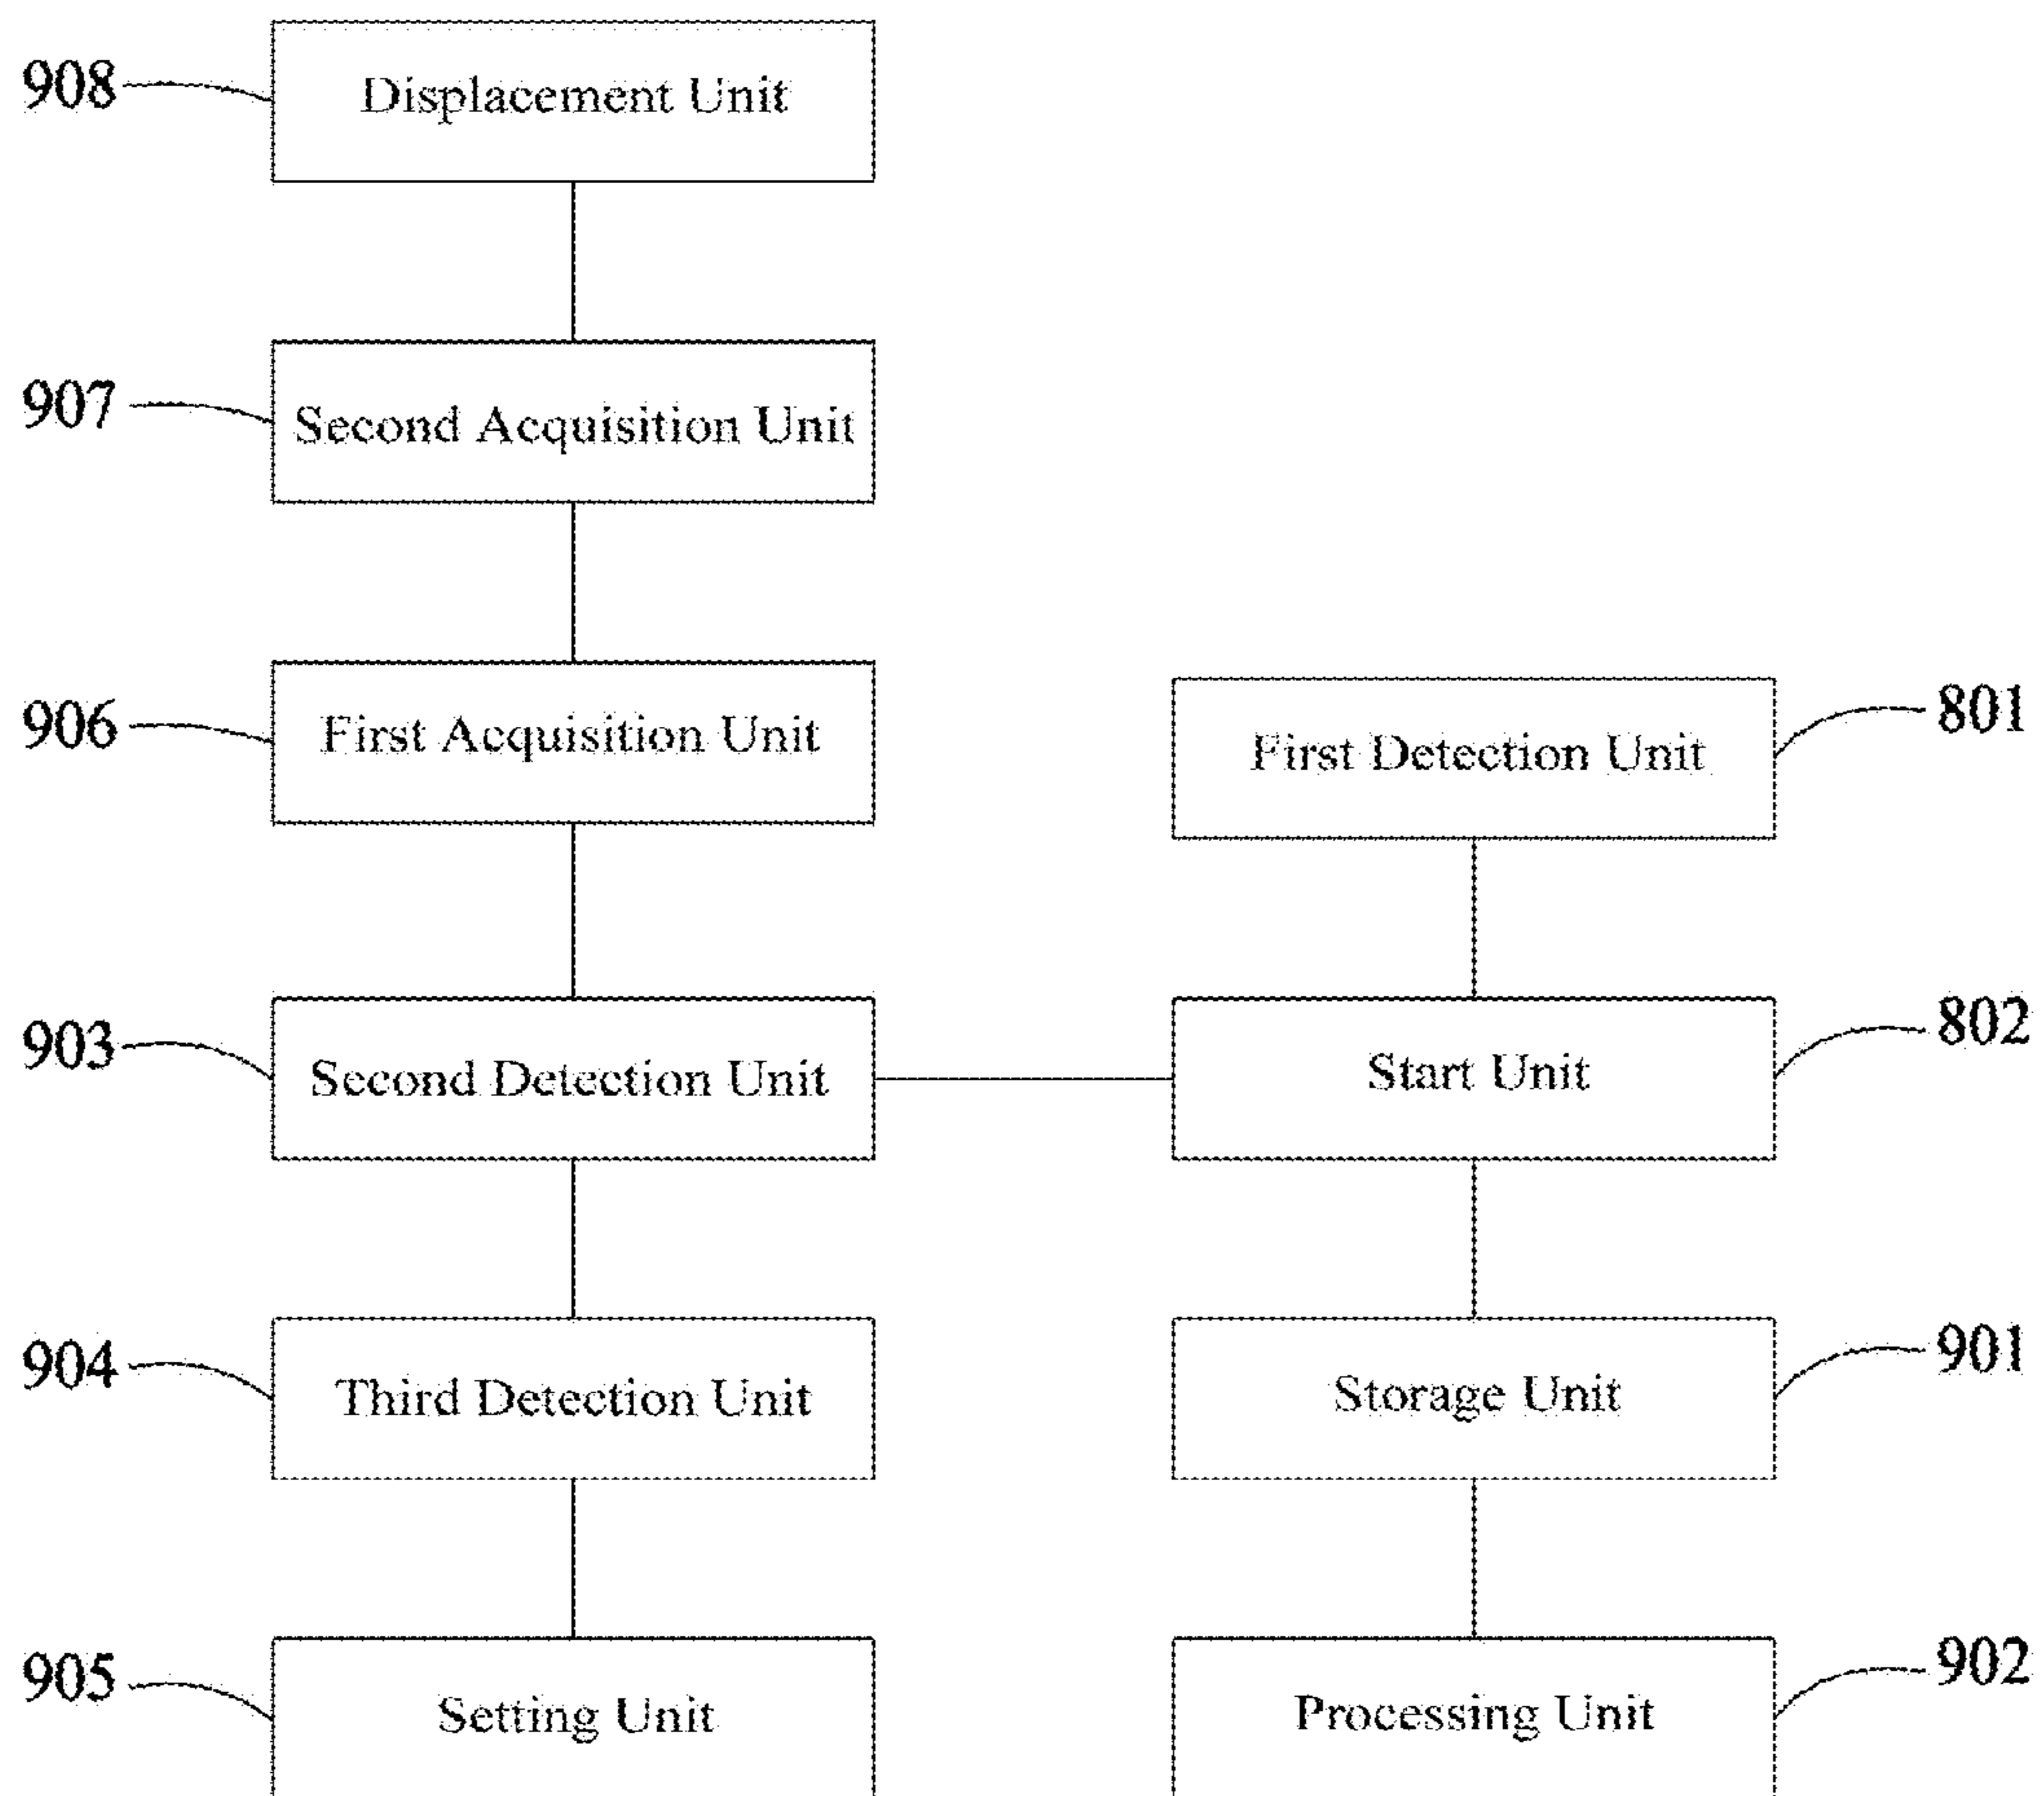 908
Displacement Unit
907
Second Acquisition Unit
906
First Acquisition Unit
First Detection Unit
801
903
Second Detection Unit
Start Unit
802
904
Third Detection Unit
Storage Unit
901
905
Setting Unit
Processing Unit
902